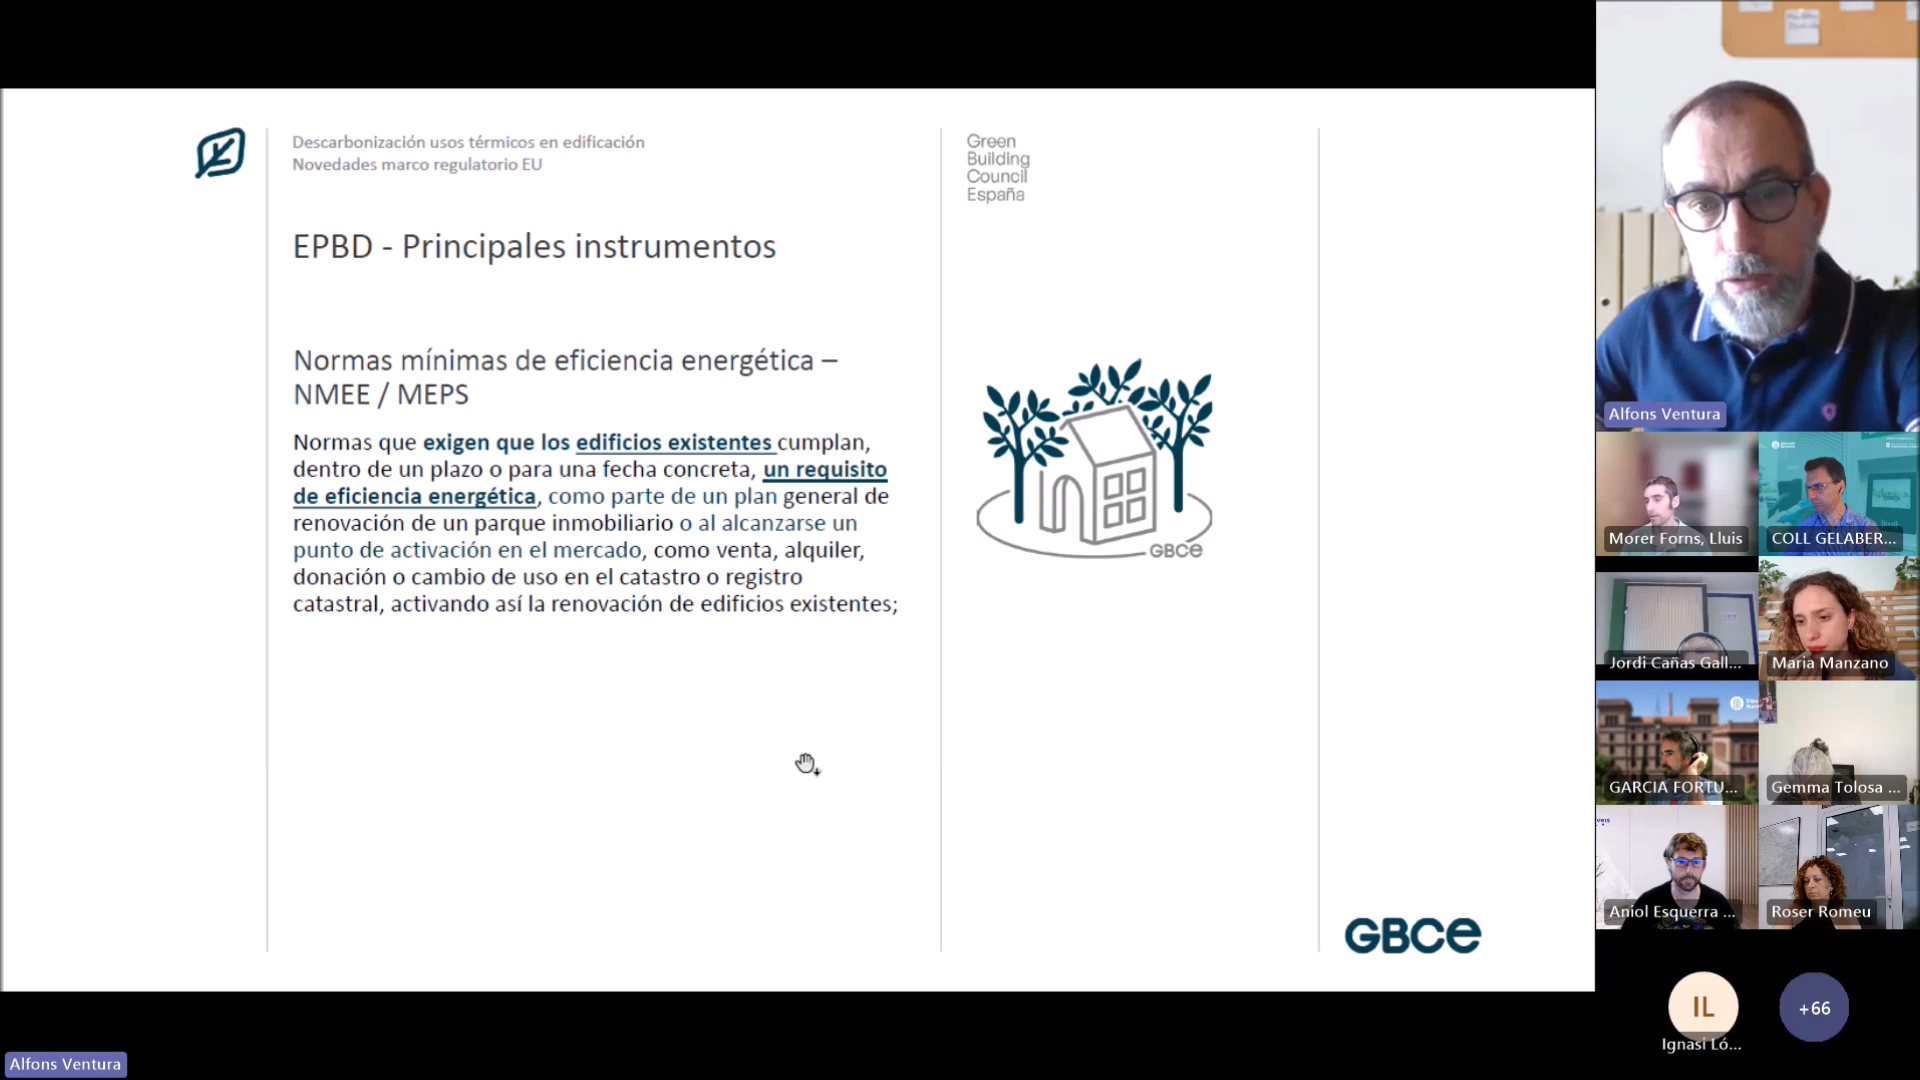 Descarbonización usos térmicos en edificación
Novedades marco regulatorio EU
Green
Building
Council
España
EPBD - Principales instrumentos
Normas mínimas de eficiencia energética –
NMEE / MEPS
Normas que exigen que los edificios existentes cumplan,
dentro de un plazo o para una fecha concreta, un requisito
de eficiencia energética, como parte de un plan general de
renovación de un parque inmobiliario o al alcanzarse un
punto de activación en el mercado, como venta, alquiler,
donación o cambio de uso en el catastro o registro
catastral, activando así la renovación de edificios existentes;
GBCe
GBCe
Alfons Ventura
Morer Forns, Lluis
COLL GELABER...
Jordi Cañas Gall...
Maria Manzano
GARCIA FORTU...
Gemma Tolosa ...
Aniol Esquerra ...
Roser Romeu
IL
+66
Ignasi Ló...
Alfons Ventura